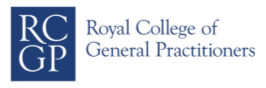 RC
GP
Royal College of
General Practitioners